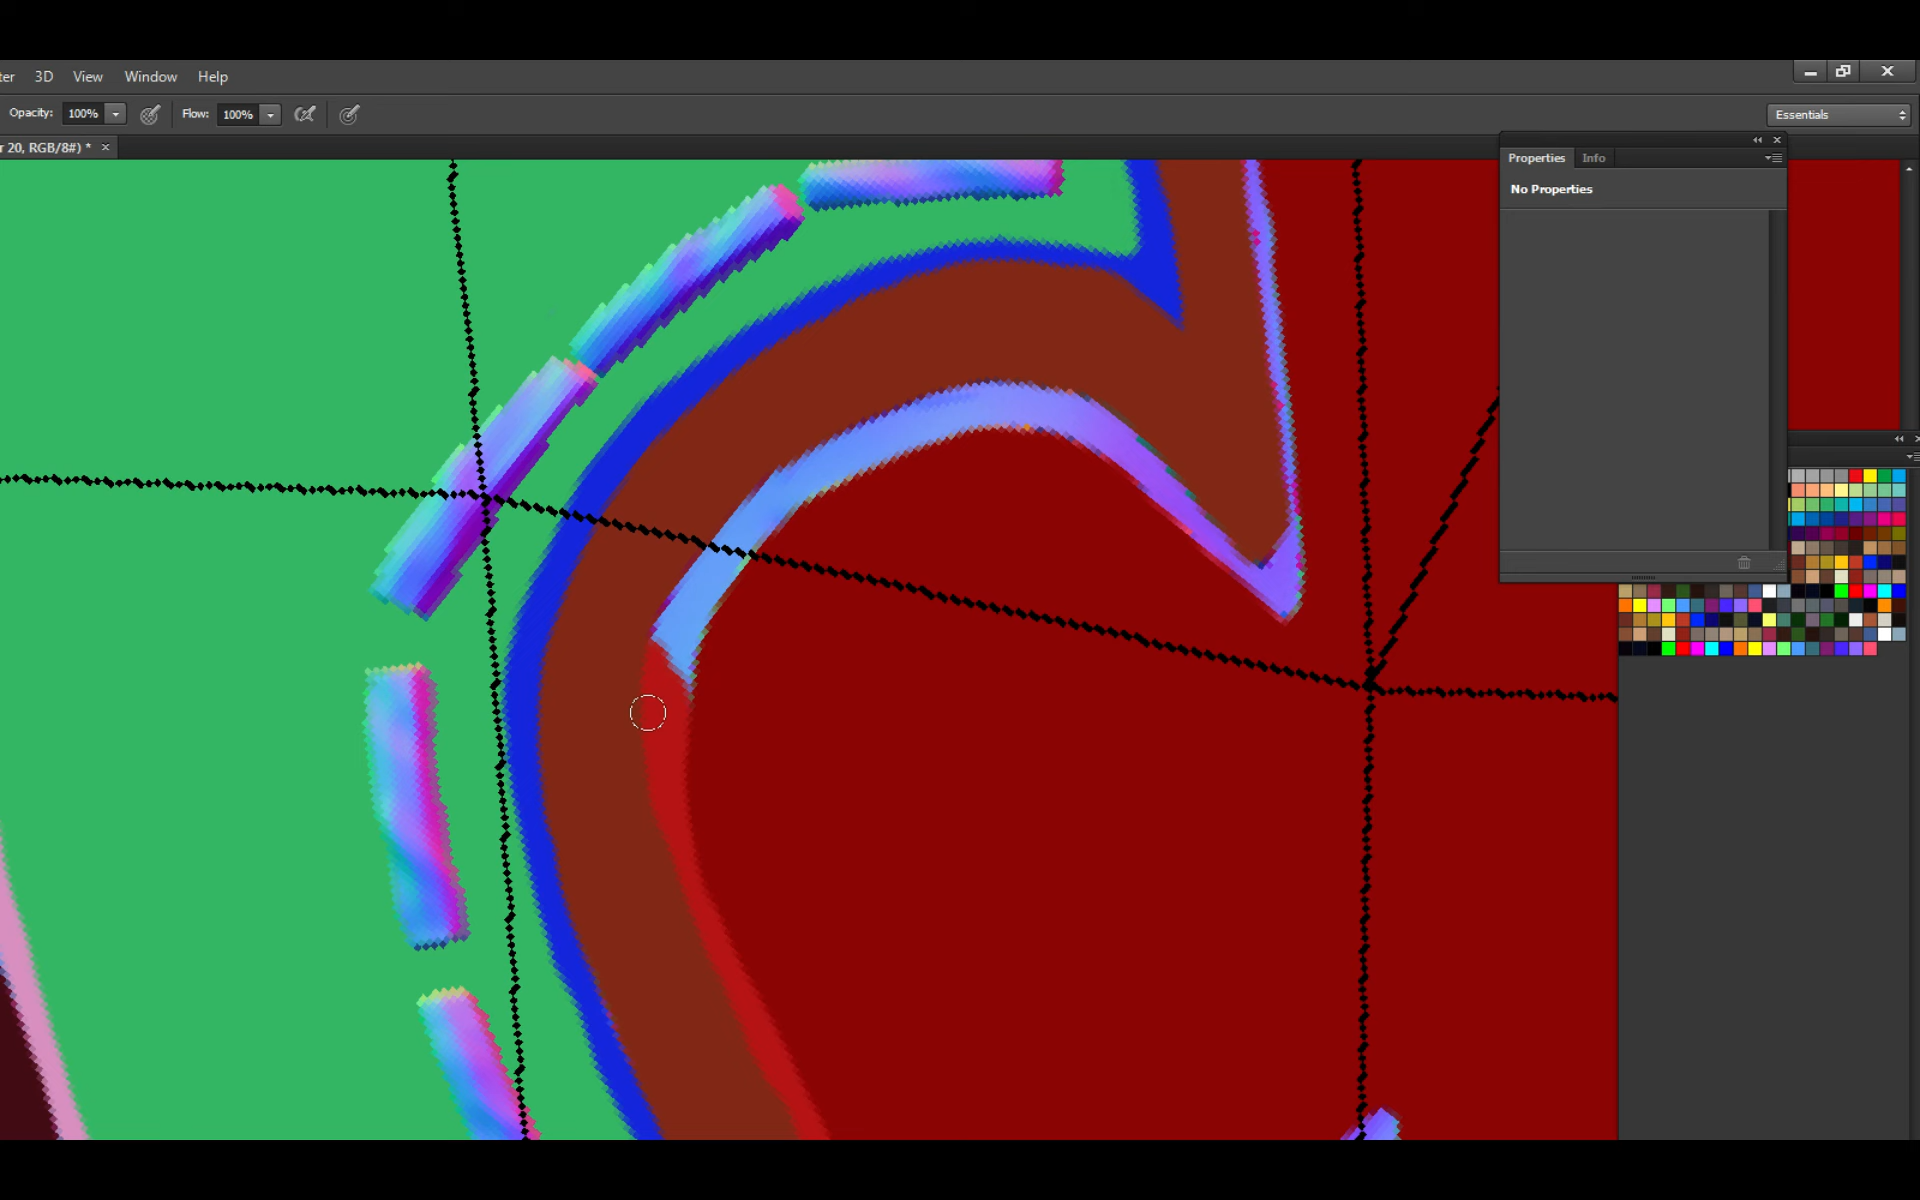 ter 3D View Window Help
Opacity: 100% Flow: 100% Essentials
r 20, RGB/8#) * ×
Properties Info
No Properties